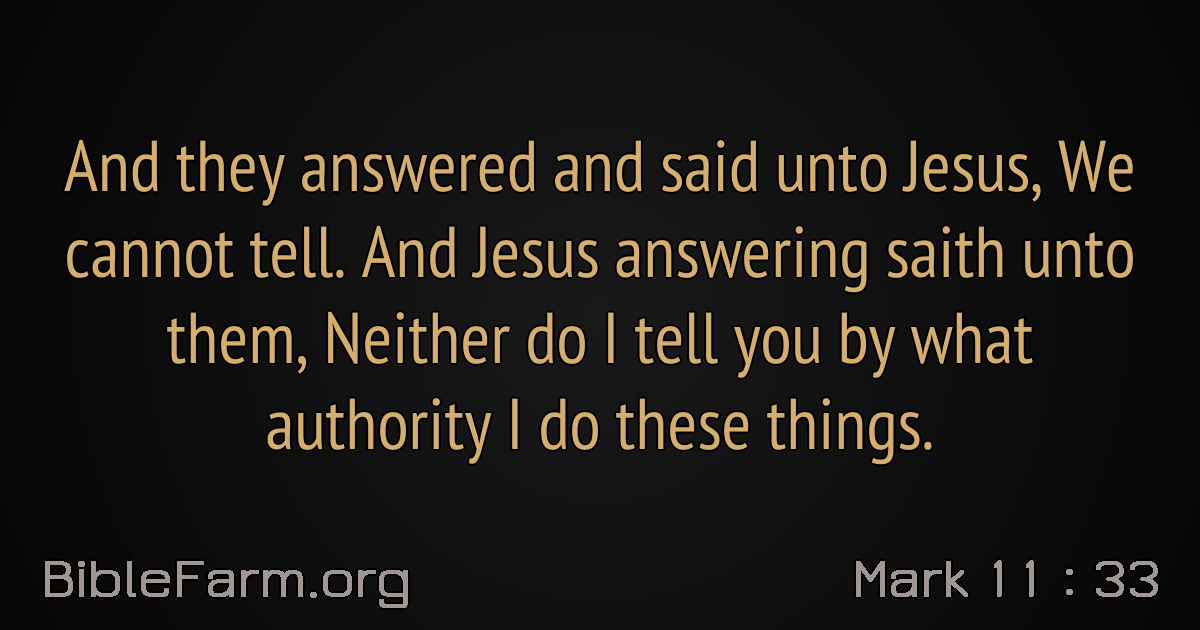 And they answered and said unto Jesus, We
cannot tell. And Jesus answering saith unto
them, Neither do I tell you by what
authority I do these things.
BibleFarm.org
Mark 11 : 33